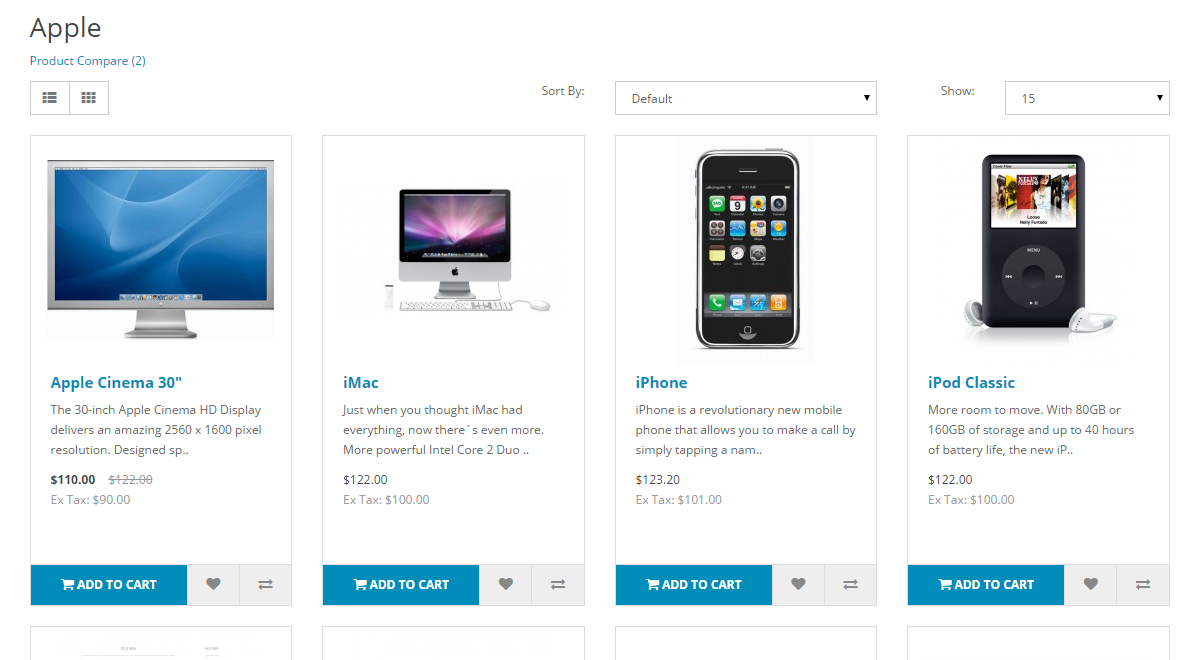 Apple
Product Compare (2)
Sort By:
Default
Show:
15
Apple Cinema 30"
The 30-inch Apple Cinema HD Display
delivers an amazing 2560 x 1600 pixel
resolution. Designed sp..
$110.00 $122.00
Ex Tax: $90.00
ADD TO CART
iMac
Just when you thought iMac had
everything, now there´s even more.
More powerful Intel Core 2 Duo ..
$122.00
Ex Tax: $100.00
ADD TO CART
iPhone
iPhone is a revolutionary new mobile
phone that allows you to make a call by
simply tapping a nam..
$123.20
Ex Tax: $101.00
ADD TO CART
Cover Flow
Loose
Nelly Furtado
MENU
iPod Classic
More room to move. With 80GB or
160GB of storage and up to 40 hours
of battery life, the new iP..
$122.00
Ex Tax: $100.00
ADD TO CART